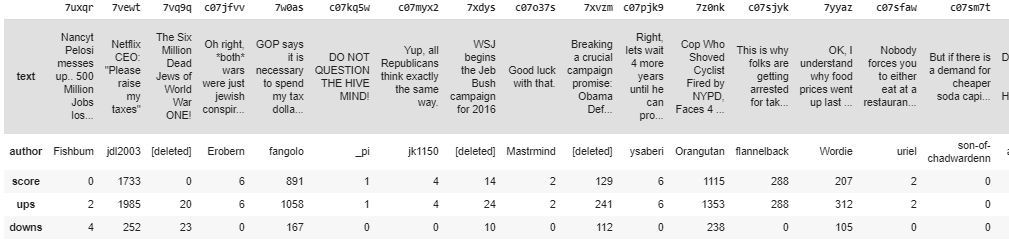 7uxqr 7vewt 7vq9q c07jfvv 7w0as c07kq5w c07myx2 7xdys c07o37s 7xvzm c07pjk9 7z0nk c07sjyk 7yyaz c07sfaw c07sm7t
text Nancyt Pelosi messes up.. 500 Million Jobs los... Netflix CEO: "Please raise my taxes" The Six Million Dead Jews of World War ONE! Oh right, *both* wars were just jewish conspir... GOP says it is necessary to spend my tax dolla... DO NOT QUESTION THE HIVE MIND! Yup, all Republicans think exactly the same way. WSJ begins the Jeb Bush campaign for 2016 Good luck with that. Breaking a crucial campaign promise: Obama Def... Right, lets wait 4 more years until he can pro... Cop Who Shoved Cyclist Fired by NYPD, Faces 4 ... This is why folks are getting arrested for tak... OK, I understand why food prices went up last ... Nobody forces you to either eat at a restauran... But if there is a demand for cheaper soda capi...
author Fishbum jdl2003 [deleted] Erobern fangolo _pi jk1150 [deleted] Mastrmind [deleted] ysaberi Orangutan flannelback Wordie uriel son-of-chadwardenn
score 0 1733 0 6 891 1 4 14 2 129 6 1115 288 207 2 0
ups 2 1985 20 6 1058 1 4 24 2 241 6 1353 288 312 2 0
downs 4 252 23 0 167 0 0 10 0 112 0 238 0 105 0 0